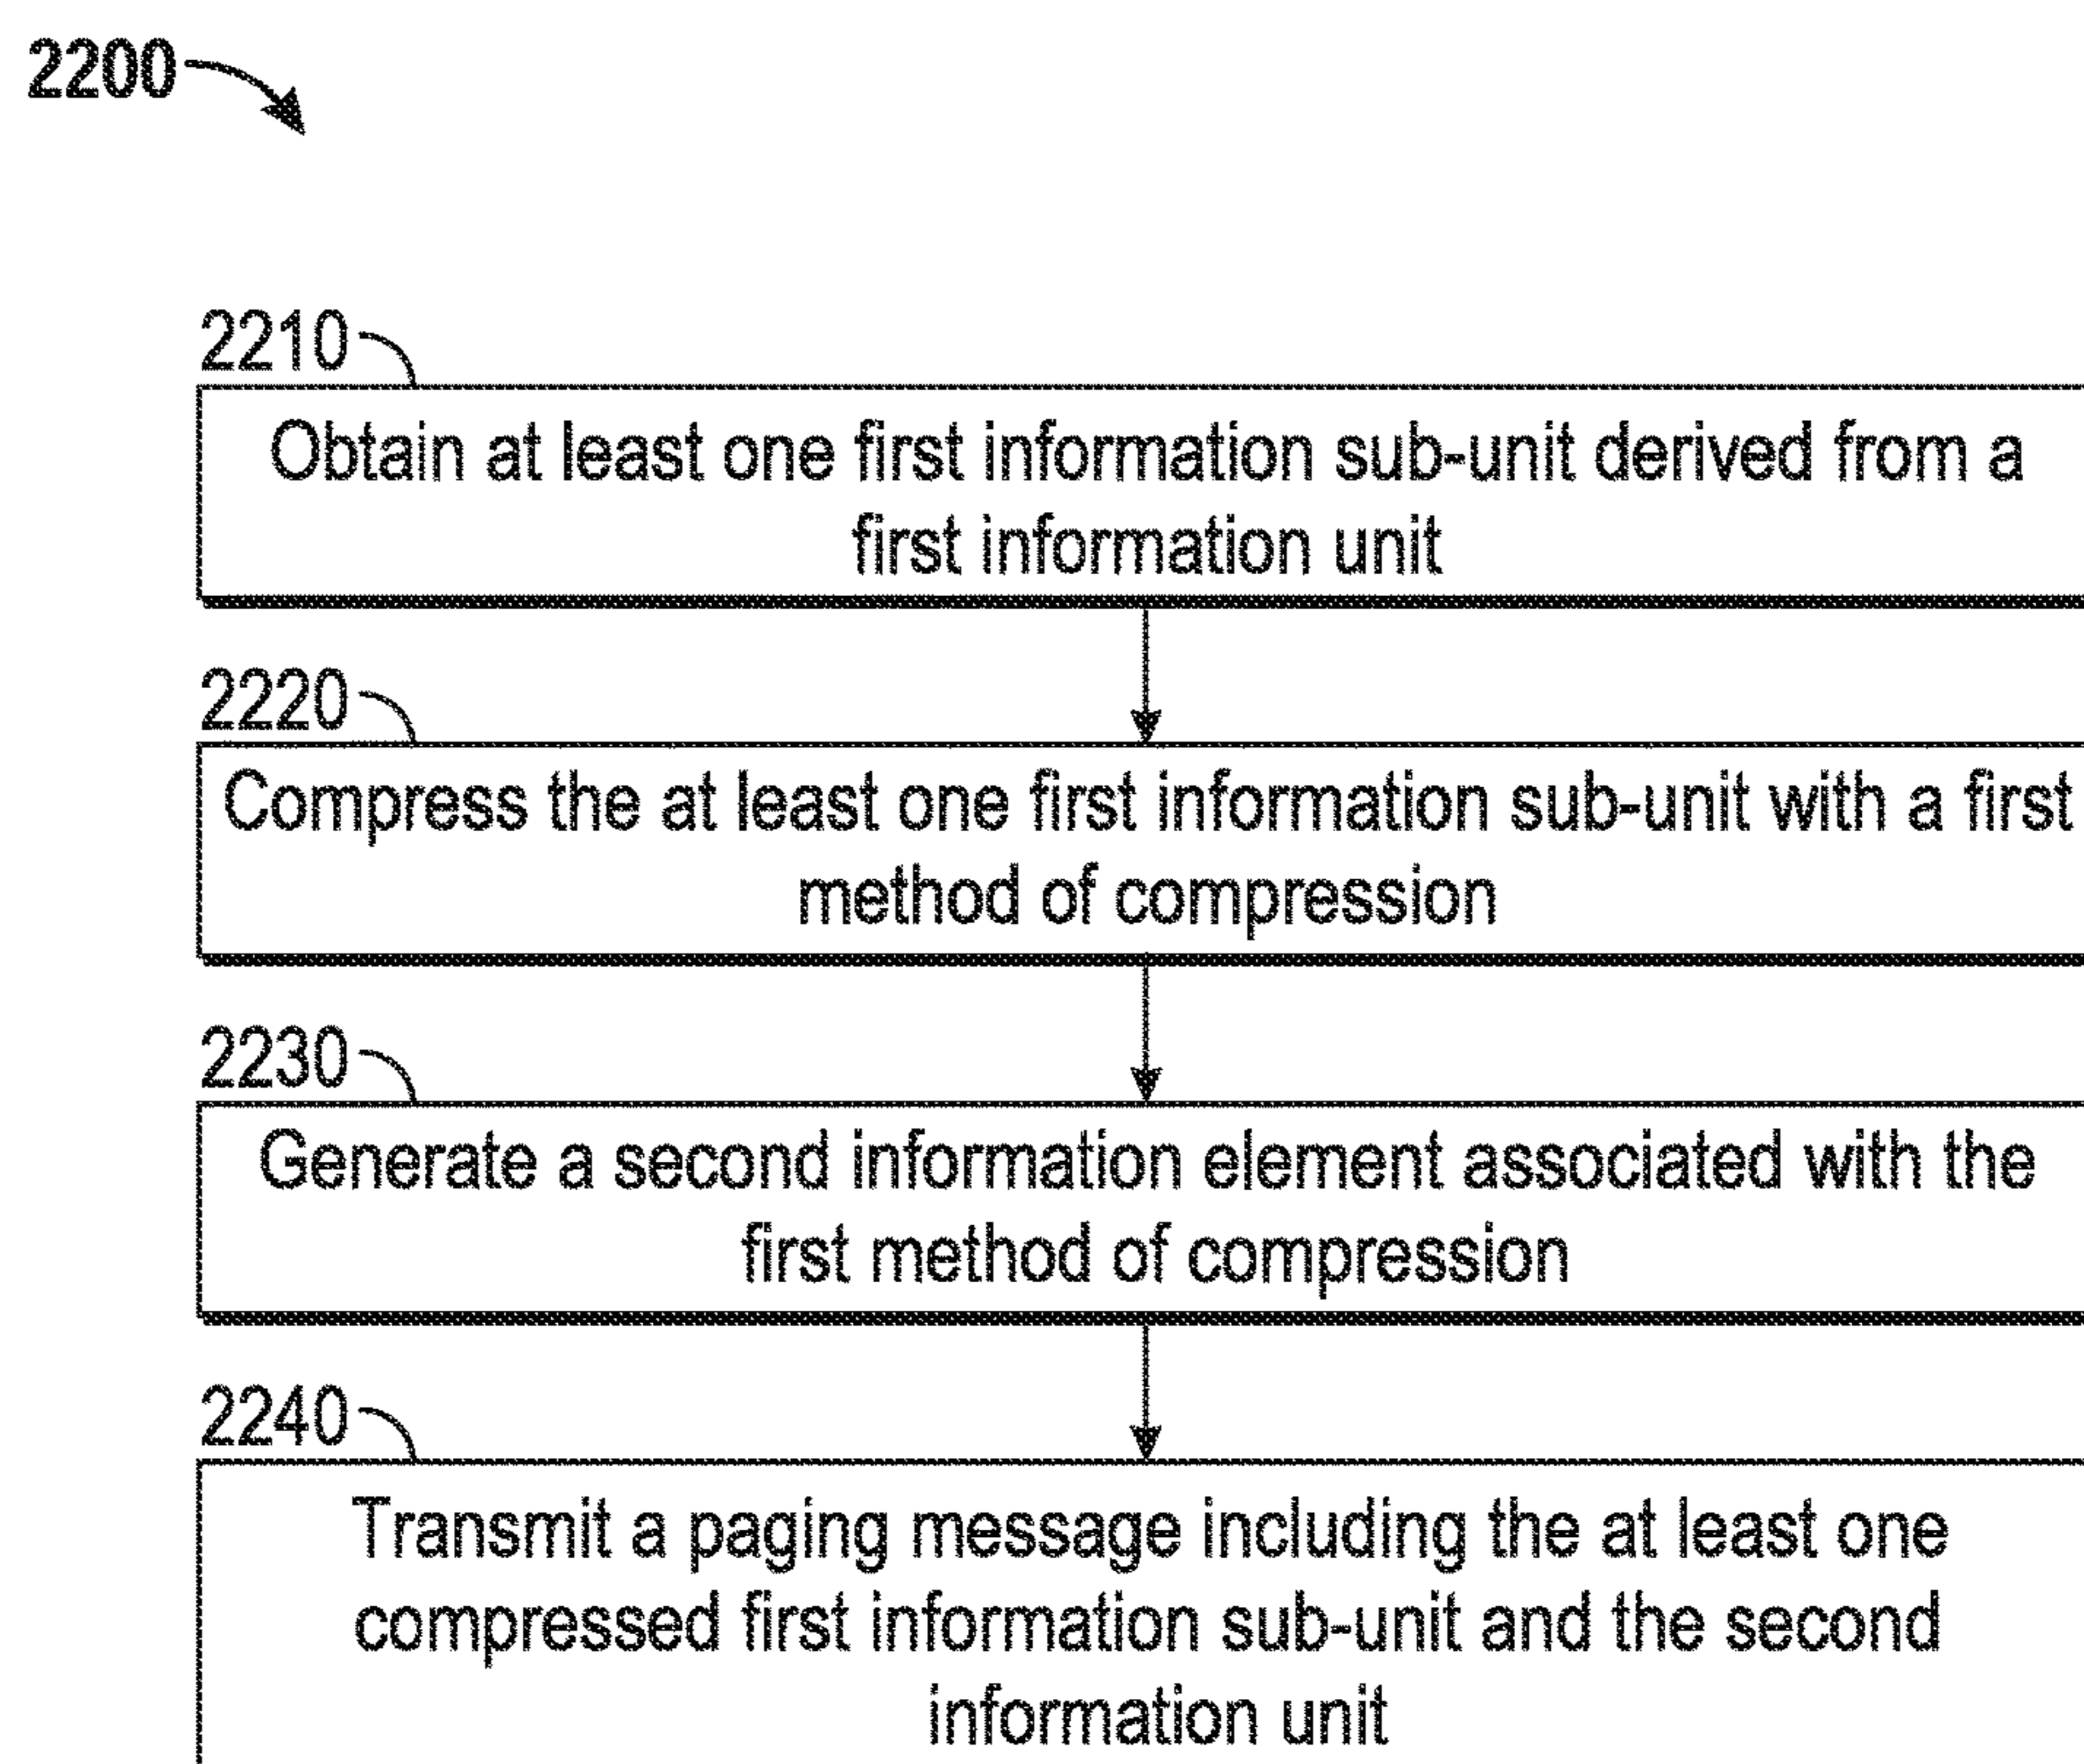 2200
2210
Obtain at least one first information sub-unit derived from a
first information unit
2220
Compress the at least one first information sub-unit with a first
method of compression
2230
Generate a second information element associated with the
first method of compression
2240
Transmit a paging message including the at least one
compressed first information sub-unit and the second
information unit